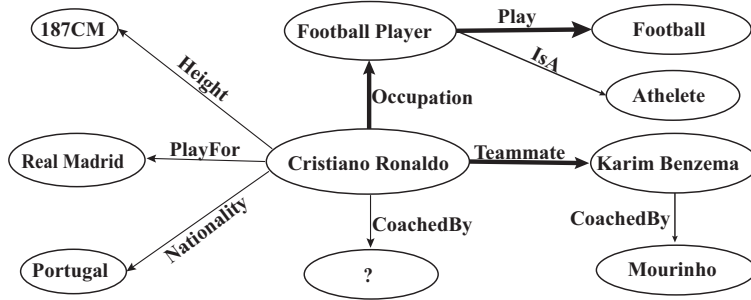 187CM
Football Player
Play
Football
Height
IsA
Occupation
Athelete
Real Madrid
PlayFor
Cristiano Ronaldo
Teammate
Karim Benzema
Nationality
CoachedBy
CoachedBy
Portugal
?
Mourinho